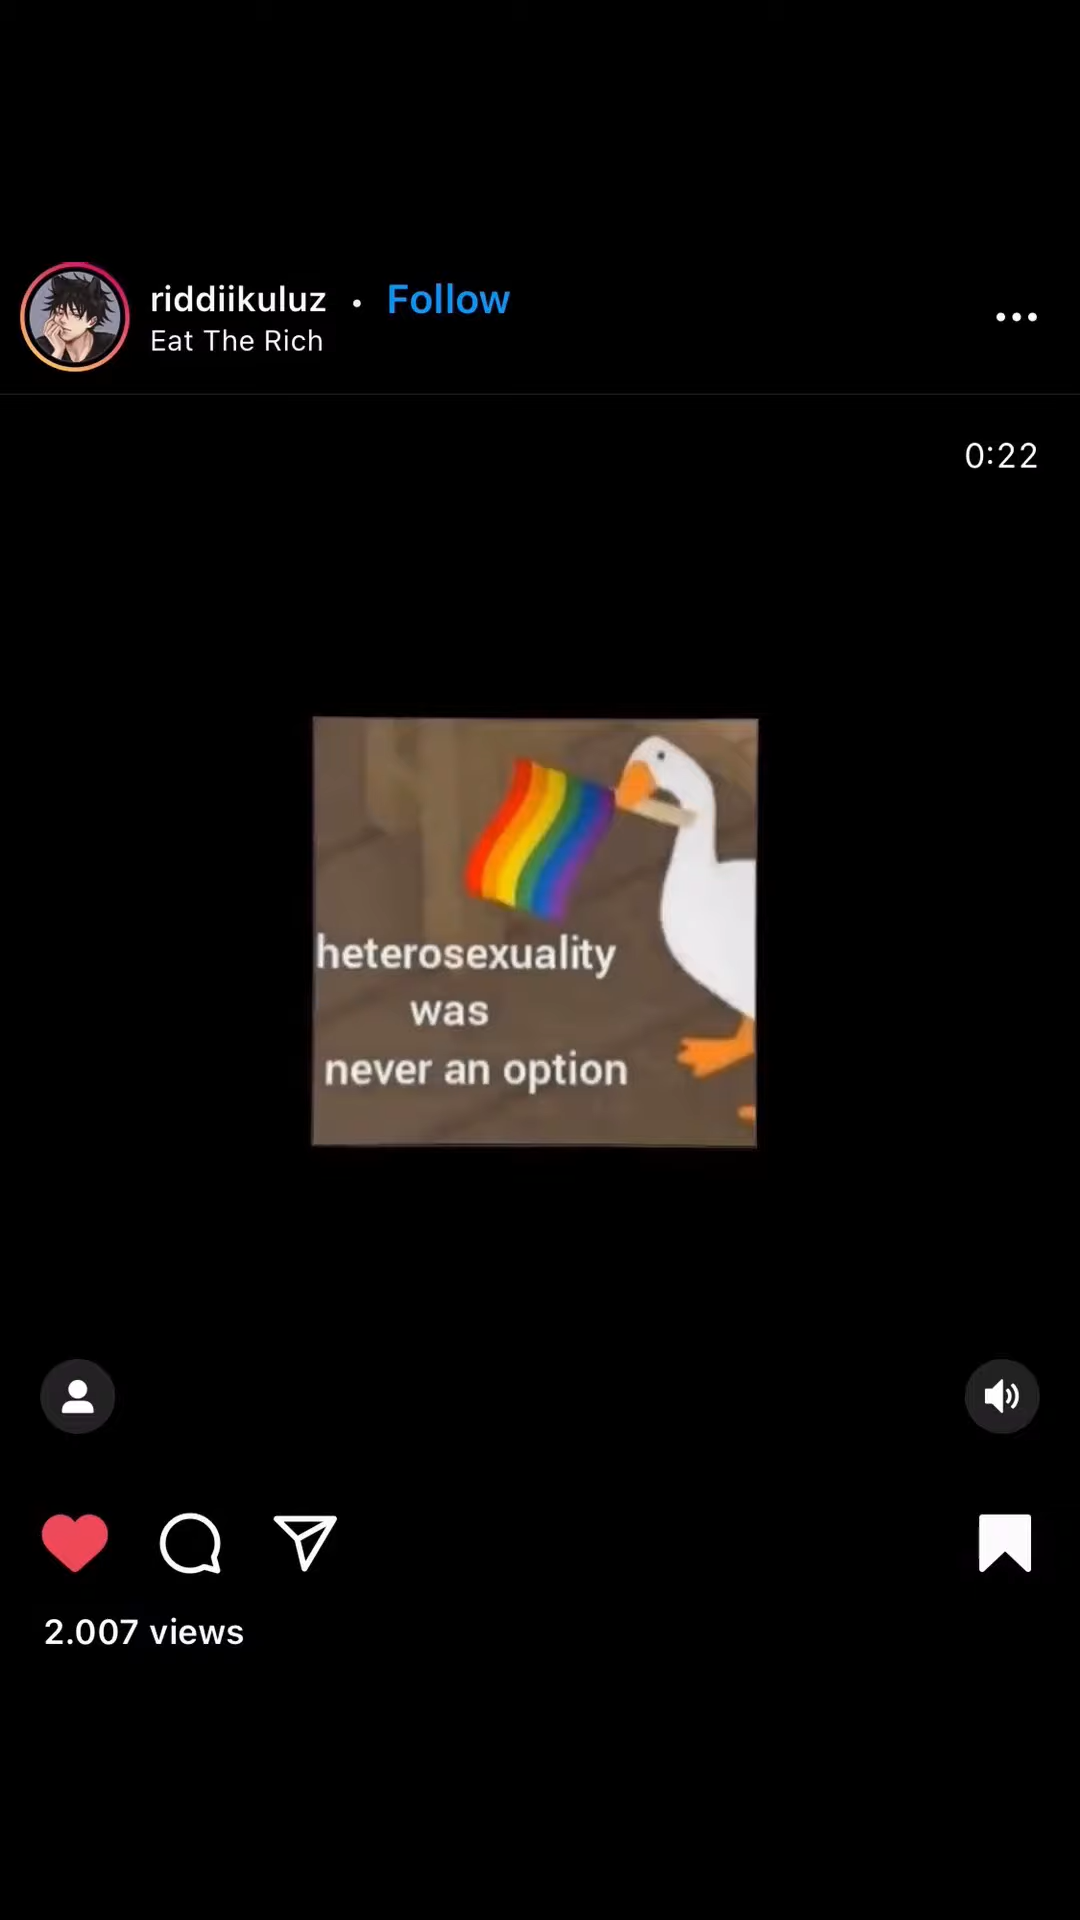 riddiikuluz • Follow
Eat The Rich
0:22
heterosexuality
was
never an option
2.007 views